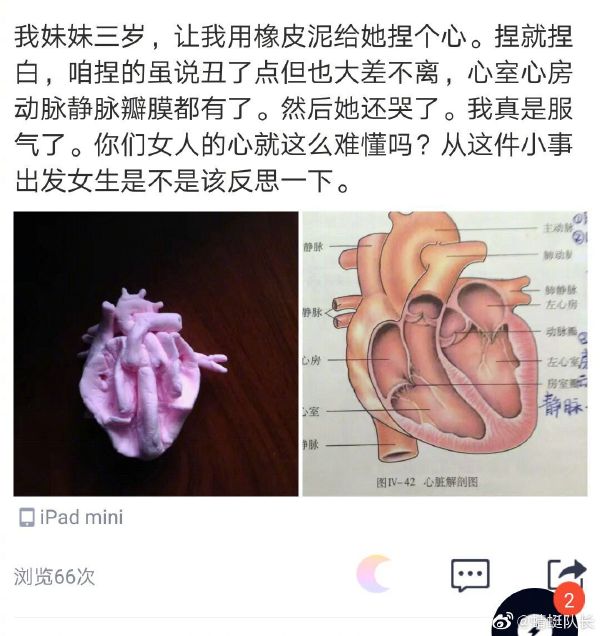 我妹妹三岁，让我用橡皮泥给她捏个心。捏就捏
白，咱捏的虽说丑了点但也大差不离，心室心房
动脉静脉瓣膜都有了。然后她还哭了。我真是服
气了。你们女人的心就这么难懂吗？从这件小事
出发女生是不是该反思一下。
静脉
主动脉
肺动脉
肺静脉
静脉
左心房
动脉瓣
心房
左心室
房室瓣
静脉
心室
静脉
图IV-42 心脏解剖图
iPad mini
浏览66次
2
@蜻蜓队长